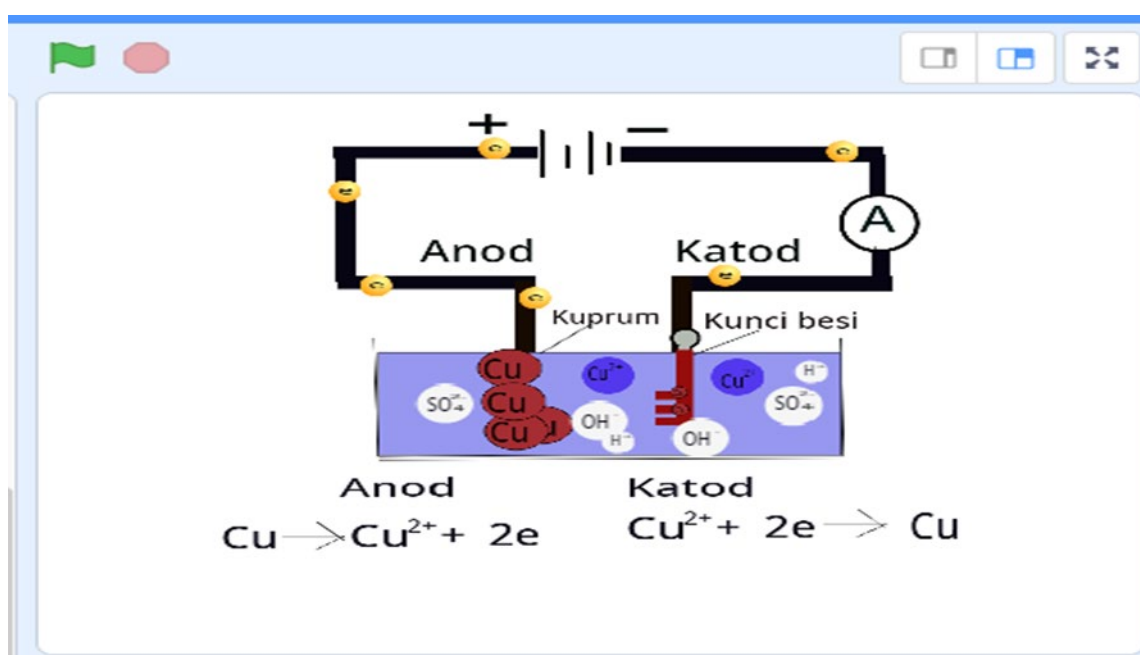 + −
e e
e
A
Anod Katod
e e
e
Kuprum Kunci besi
Cu Cu²⁺ Cu²⁺ H⁺
SO₄²⁻ Cu SO₄²⁻
OH⁻
Cu H⁺ OH⁻
Anod Katod
Cu → Cu²⁺ + 2e Cu²⁺ + 2e → Cu